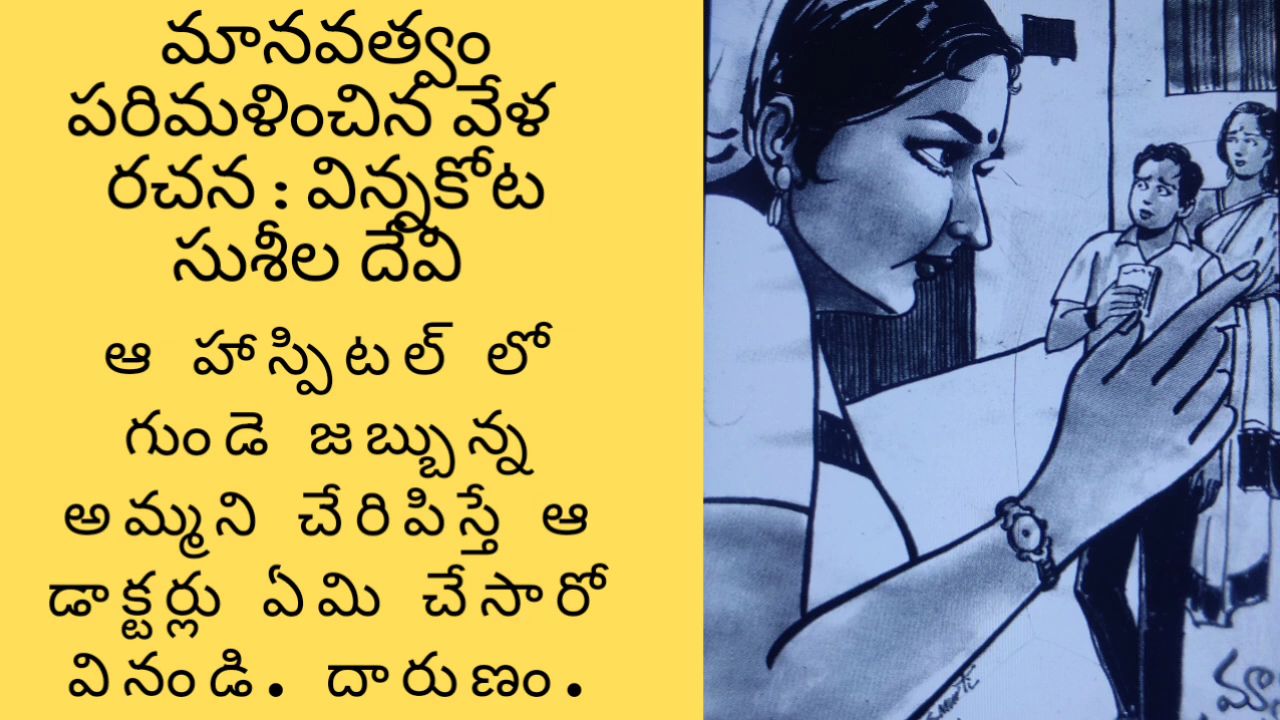 మానవత్వం
పరిమళించిన వేళ
రచన : విన్నకోట
సుశీల దేవి
ఆ హాస్పిటల్ లో
గుండె జబ్బున్న
అమ్మని చేరిపిస్తే ఆ
డాక్టర్లు ఏమి చేసారో
వినండి. దారుణం.
మా